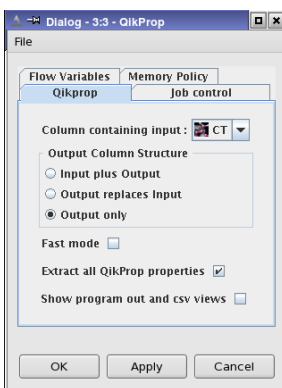 Dialog - 3:3 - QikProp
File
Flow Variables Memory Policy
Qikprop Job control
Column containing input : CT
Output Column Structure
Input plus Output
Output replaces Input
Output only
Fast mode
Extract all QikProp properties
Show program out and csv views
OK Apply Cancel